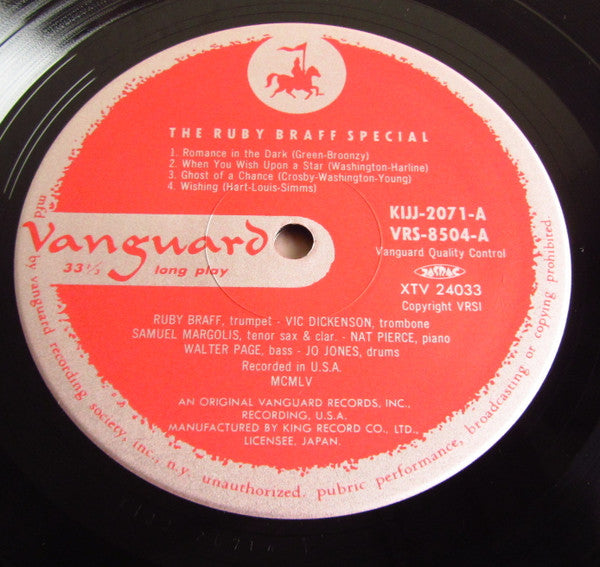 THE RUBY BRAFF SPECIAL
1. Romance in the Dark (Green-Broonzy)
2. When You Wish Upon a Star (Washington-Harline)
3. Ghost of a Chance (Crosby-Washington-Young)
4. Wishing (Hart-Louis-Simms)
Vanguard
33 1/3 long play
KIJJ-2071-A
VRS-8504-A
Vanguard Quality Control
JASRAC
XTV 24033
Copyright VRSI
RUBY BRAFF, trumpet - VIC DICKENSON, trombone
SAMUEL MARGOLIS, tenor sax & clar. - NAT PIERCE, piano
WALTER PAGE, bass - JO JONES, drums
Recorded in U.S.A.
MCMLV
AN ORIGINAL VANGUARD RECORDS, INC.,
RECORDING, U.S.A.
MANUFACTURED BY KING RECORD CO., LTD.,
LICENSEE, JAPAN.
mfd. by vanguard recording society, inc., n.y. unauthorized. pubric performance, broadcasting or copying prohibited.